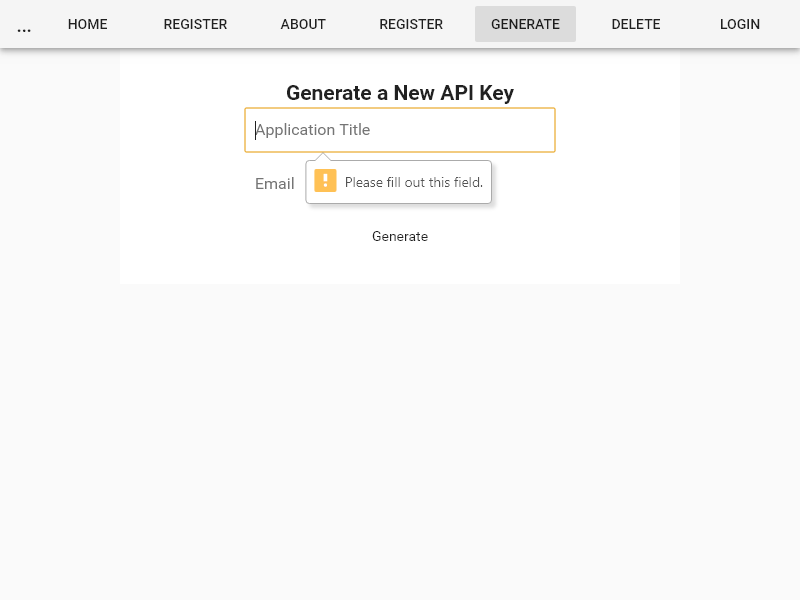 ... HOME REGISTER ABOUT REGISTER GENERATE DELETE LOGIN
Generate a New API Key
Application Title
Email
Please fill out this field.
Generate